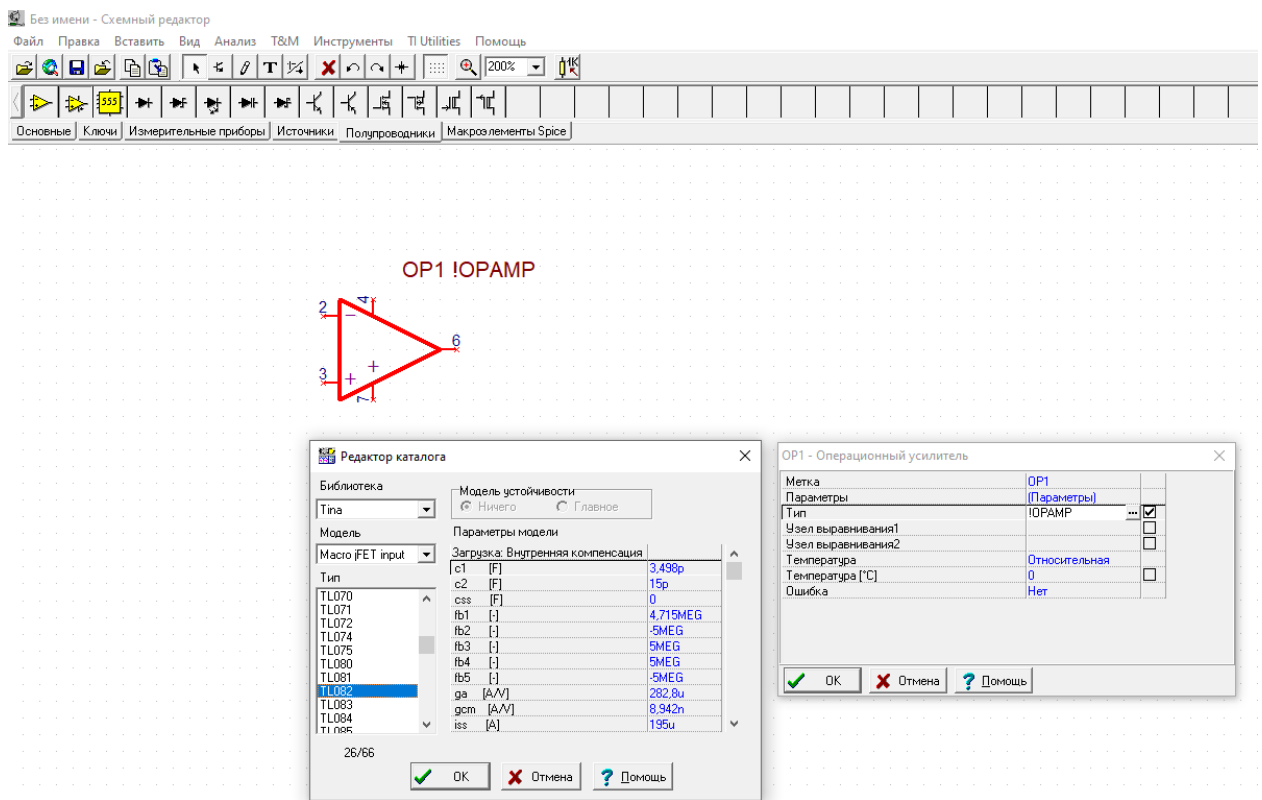 Без имени - Схемный редактор
Файл Правка Вставить Вид Анализ T&M Инструменты TI Utilities Помощь
200%
1K
555
Основные Ключи Измерительные приборы Источники Полупроводники Макроэлементы Spice
OP1 !OPAMP
2
4
6
3
7
Редактор каталога
Библиотека
Tina
Модель устойчивости
Ничего Главное
Модель
Macro jFET input
Параметры модели
Загрузка: Внутренняя компенсация
Тип
TL070
TL071
TL072
TL074
TL075
TL080
TL081
TL082
TL083
TL084
TL085
c1 [F] 3,498p
c2 [F] 15p
css [F] 0
fb1 [-] 4,715MEG
fb2 [-] -5MEG
fb3 [-] 5MEG
fb4 [-] 5MEG
fb5 [-] -5MEG
ga [A/V] 282,8u
gcm [A/V] 8,942n
iss [A] 195u
26/66
OK Отмена Помощь
OP1 - Операционный усилитель
Метка OP1
Параметры (Параметры)
Тип !OPAMP ...
Узел выравнивания1
Узел выравнивания2
Температура Относительная
Температура [°C] 0
Ошибка Нет
OK Отмена Помощь